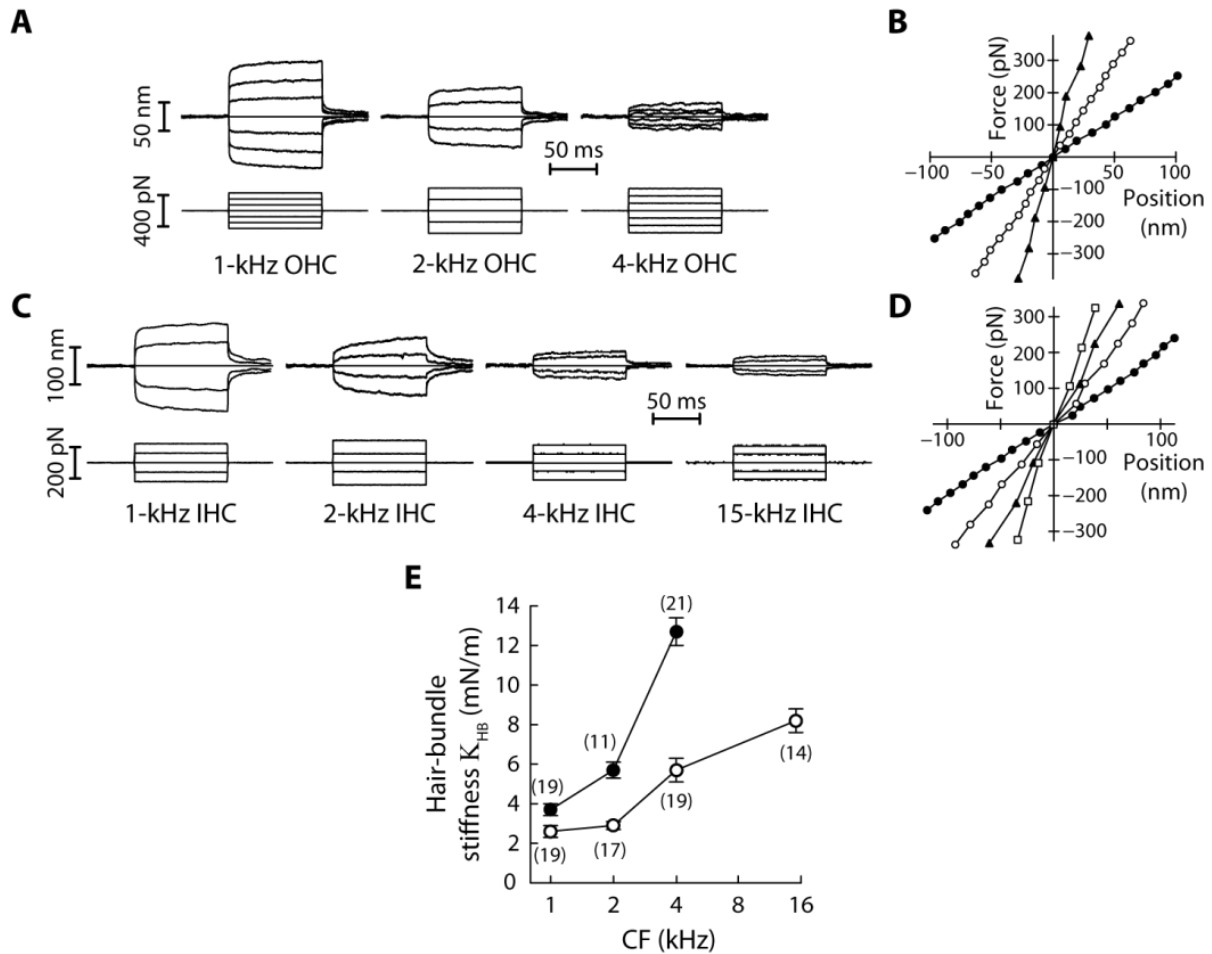 A
50 nm
50 ms
400 pN
1-kHz OHC
2-kHz OHC
4-kHz OHC
B
Force (pN)
300
200
100
−100
−50
50
100
−100
−200
−300
Position
(nm)
C
100 nm
50 ms
200 pN
1-kHz IHC
2-kHz IHC
4-kHz IHC
15-kHz IHC
D
Force (pN)
300
200
100
−100
100
−100
−200
−300
Position
(nm)
E
Hair-bundle
stiffness K_HB (mN/m)
14
12
10
8
6
4
2
0
(21)
(11)
(19)
(14)
(19)
(19)
(17)
1
2
4
8
16
CF (kHz)